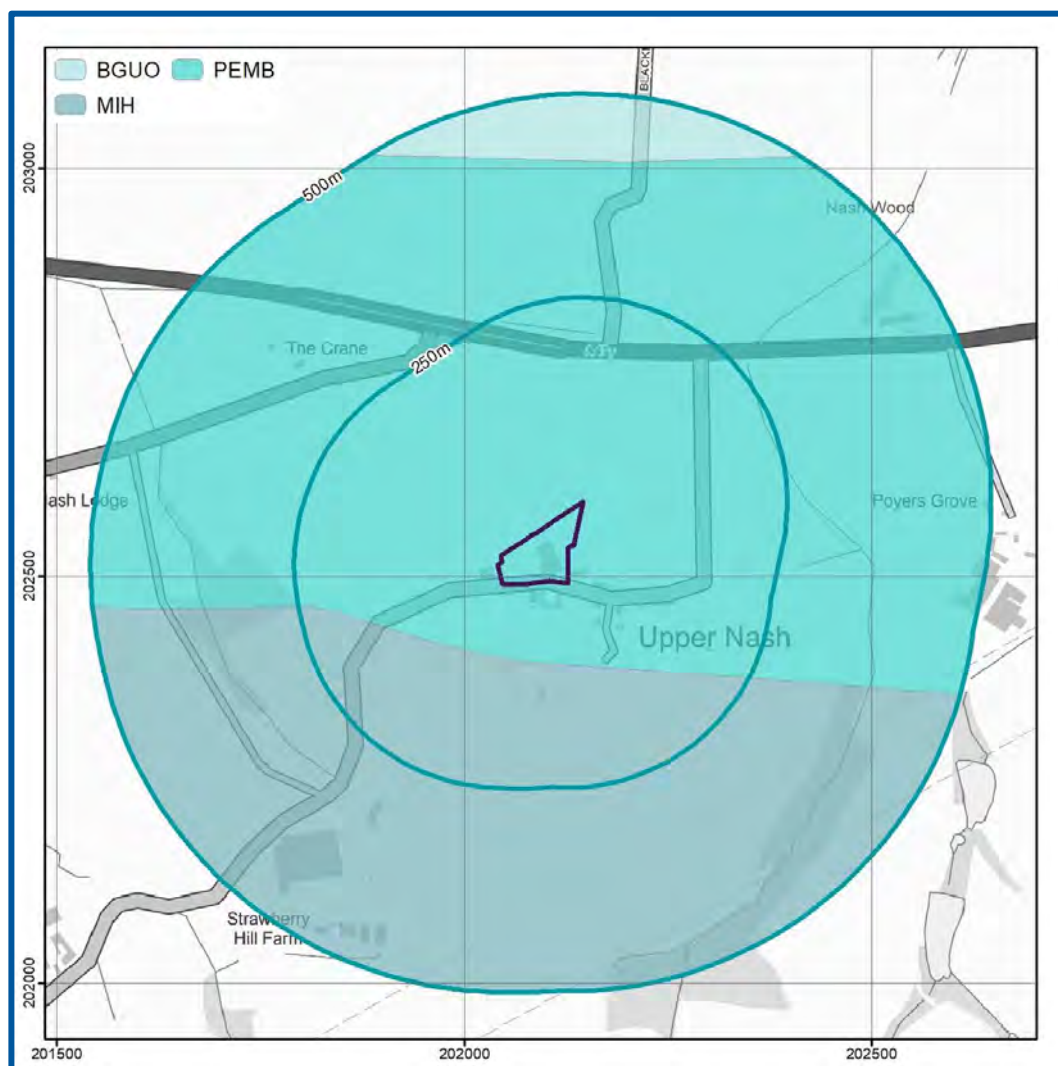 BGUO PEMB
MIH
BLACK
203000
500m
Nash Wood
The Crane
250m
ash Lodge
Poyers Grove
202500
Upper Nash
Strawberry
Hill Farm
202000
201500 202000 202500